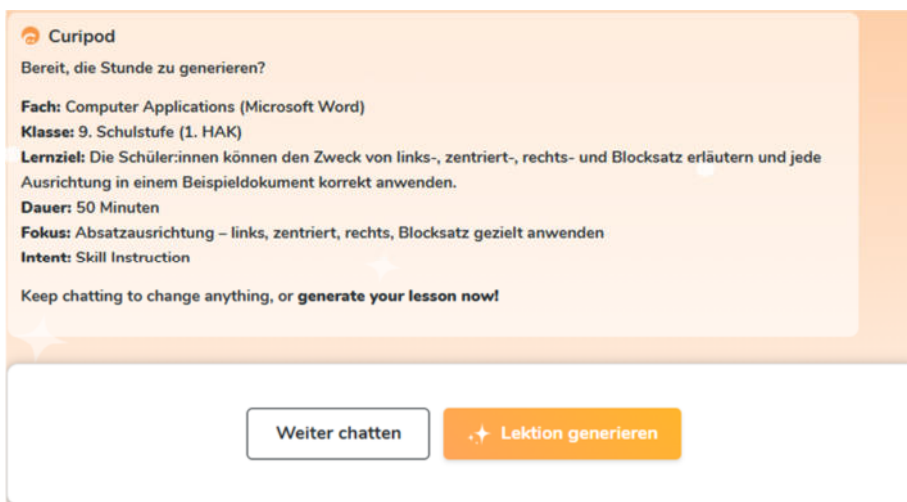 Curipod
Bereit, die Stunde zu generieren?
Fach: Computer Applications (Microsoft Word)
Klasse: 9. Schulstufe (1. HAK)
Lernziel: Die Schüler:innen können den Zweck von links-, zentriert-, rechts- und Blocksatz erläutern und jede
Ausrichtung in einem Beispieldokument korrekt anwenden.
Dauer: 50 Minuten
Fokus: Absatzausrichtung – links, zentriert, rechts, Blocksatz gezielt anwenden
Intent: Skill Instruction
Keep chatting to change anything, or generate your lesson now!
Weiter chatten
Lektion generieren